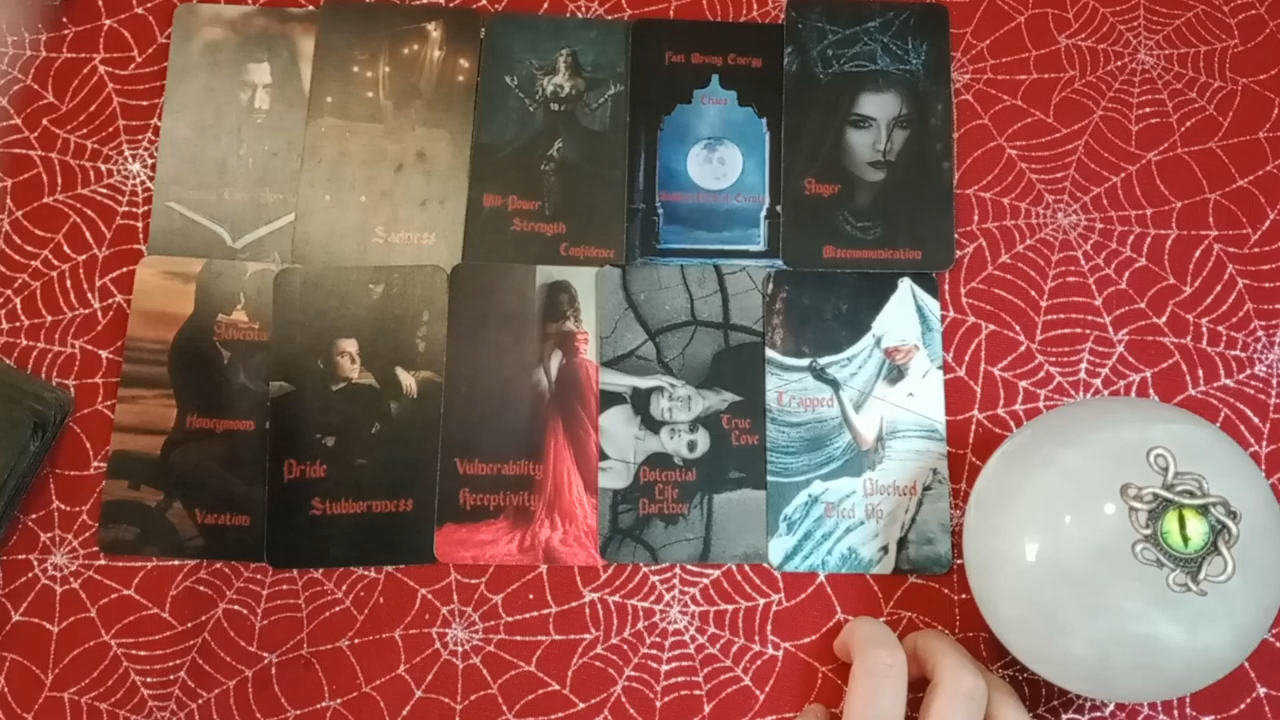 Sadness
Will-Power
Strength
Confidence
Fast Moving Energy
Chaos
Anger
Miscommunication
Honeymoon
Vacation
Pride
Stubbornness
Vulnerability
Receptivity
True
Love
Potential
Life
Partner
Trapped
Blocked
Tied Up